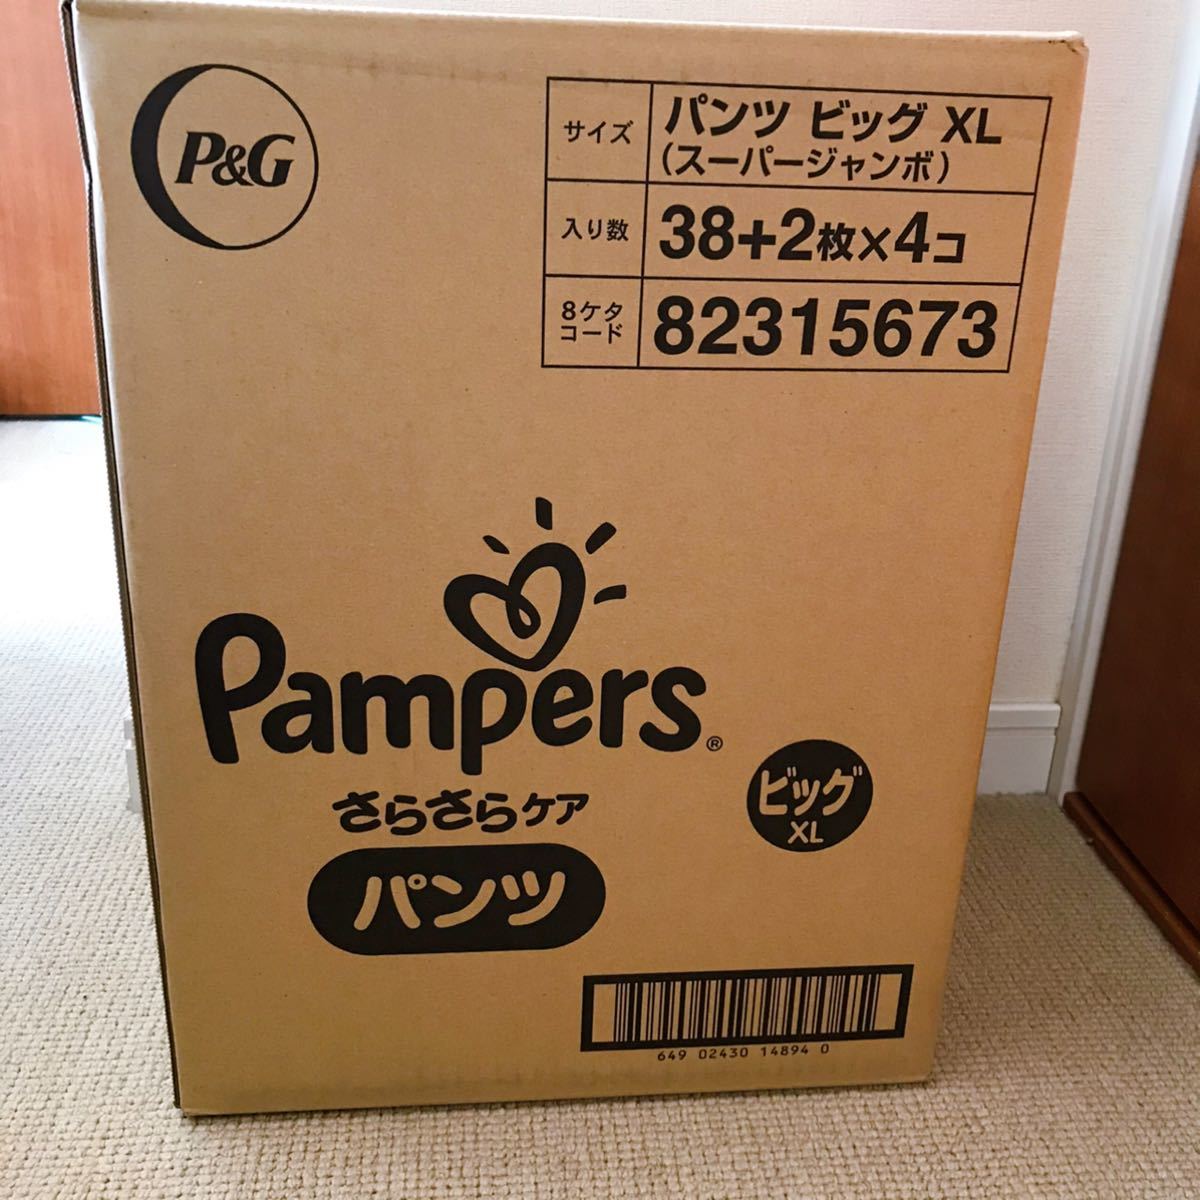 P&G
サイズ
パンツ ビッグ XL
(スーパージャンボ)
入り数
38+2枚×4コ
8ケタ
コード
82315673
Pampers®
さらさらケア
パンツ
ビッグ
XL
649 02430 14894 0